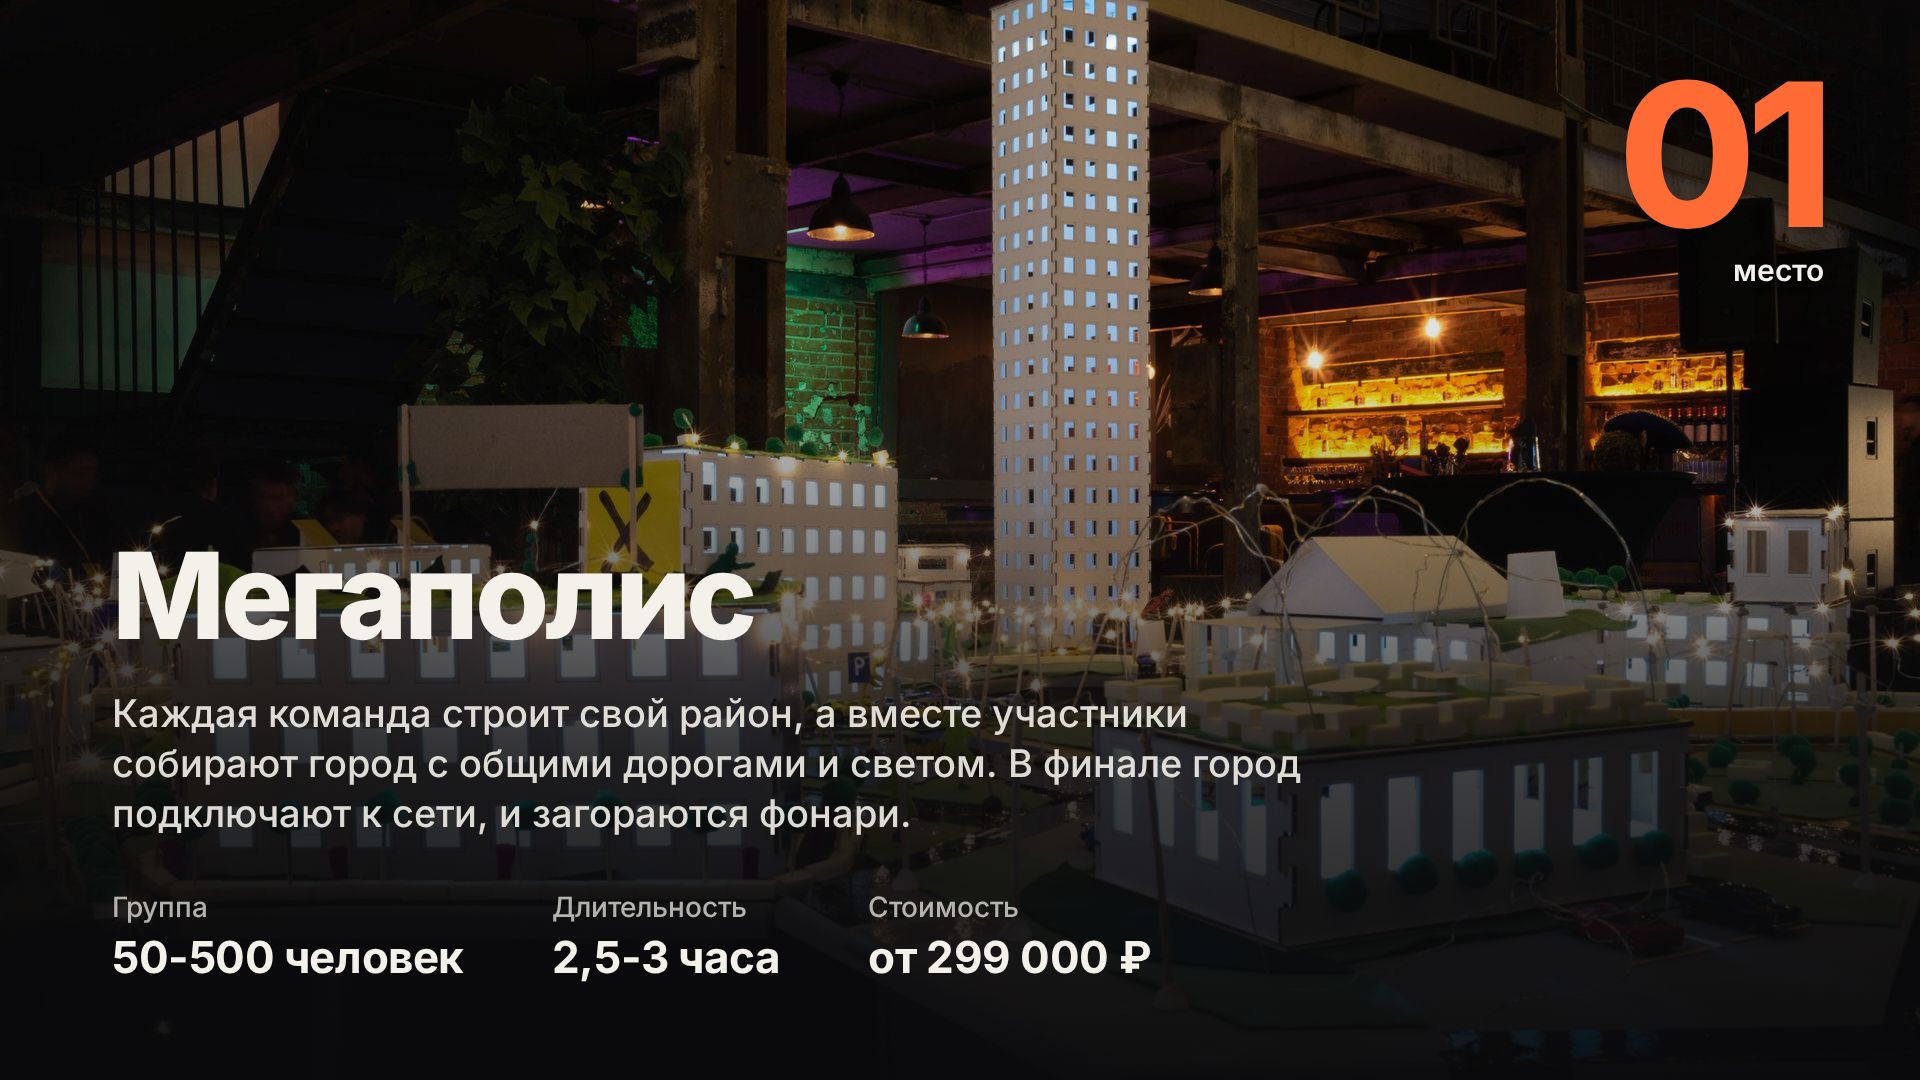 01
место
Мегаполис
Каждая команда строит свой район, а вместе участники
собирают город с общими дорогами и светом. В финале город
подключают к сети, и загораются фонари.
Группа
50-500 человек
Длительность
2,5-3 часа
Стоимость
от 299 000 ₽
P